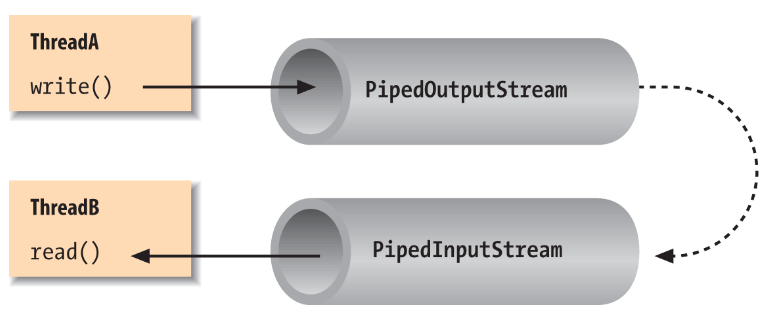 ThreadA
write()
PipedOutputStream
ThreadB
read()
PipedInputStream